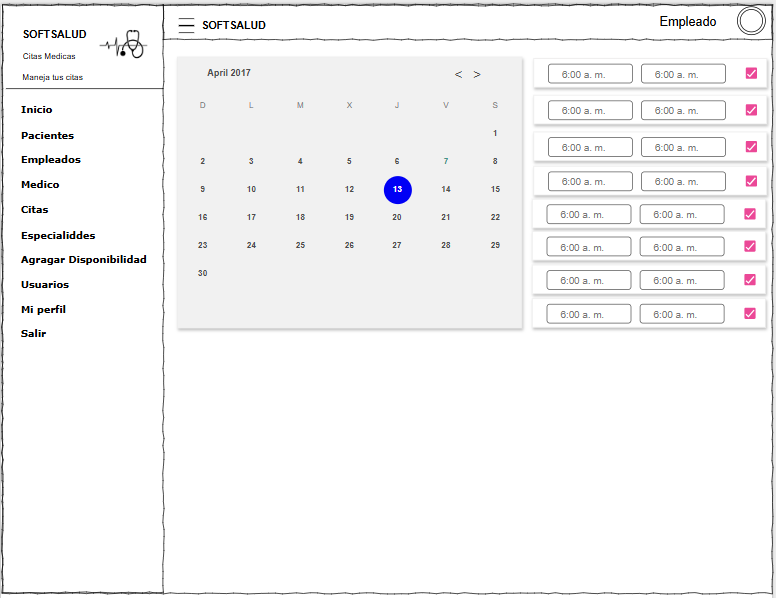 SOFTSALUD
Citas Medicas
Maneja tus citas
Inicio
Pacientes
Empleados
Medico
Citas
Especialiddes
Agragar Disponibilidad
Usuarios
Mi perfil
Salir
SOFTSALUD
Empleado
April 2017 < >
D L M X J V S
1
2 3 4 5 6 7 8
9 10 11 12 13 14 15
16 17 18 19 20 21 22
23 24 25 26 27 28 29
30
6:00 a. m. 6:00 a. m.
6:00 a. m. 6:00 a. m.
6:00 a. m. 6:00 a. m.
6:00 a. m. 6:00 a. m.
6:00 a. m. 6:00 a. m.
6:00 a. m. 6:00 a. m.
6:00 a. m. 6:00 a. m.
6:00 a. m. 6:00 a. m.